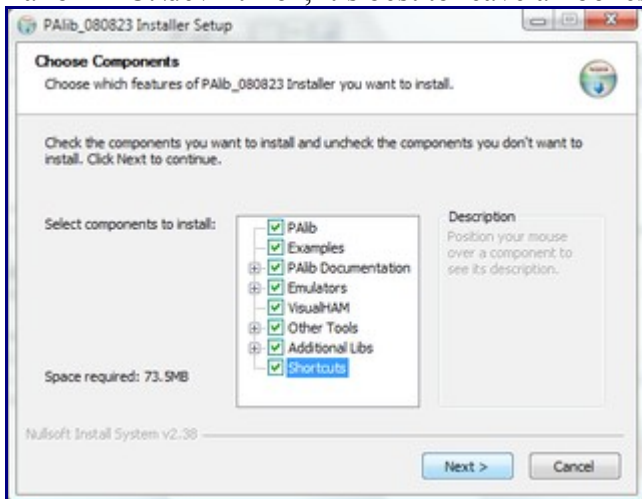 PAlib_080823 Installer Setup
Choose Components
Choose which features of PAlib_080823 Installer you want to install.
Check the components you want to install and uncheck the components you don't want to
install. Click Next to continue.
Select components to install:
PAlib
Examples
PAlib Documentation
Emulators
VisualHAM
Other Tools
Additional Libs
Shortcuts
Description
Position your mouse
over a component to
see its description.
Space required: 73.5MB
Nullsoft Install System v2.38
Next >
Cancel